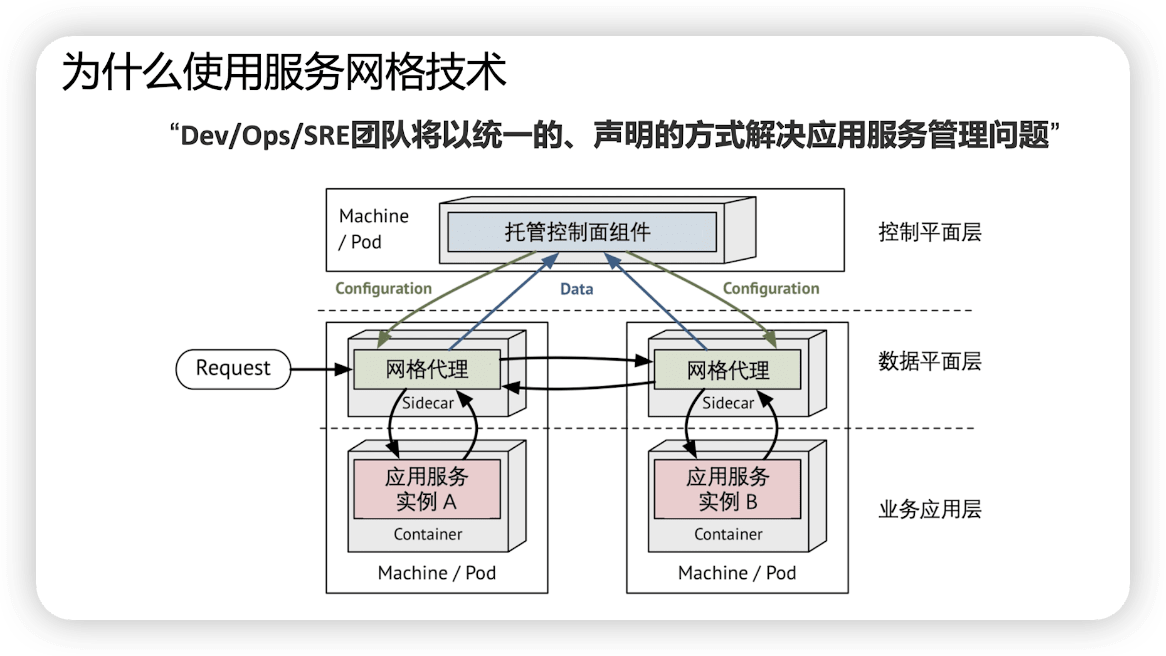 为什么使用服务网格技术
“Dev/Ops/SRE团队将以统一的、声明的方式解决应用服务管理问题”
Machine
/ Pod
托管控制面组件
控制平面层
Configuration
Data
Configuration
Request
网格代理
Sidecar
网格代理
Sidecar
数据平面层
应用服务
实例 A
Container
Machine / Pod
应用服务
实例 B
Container
Machine / Pod
业务应用层